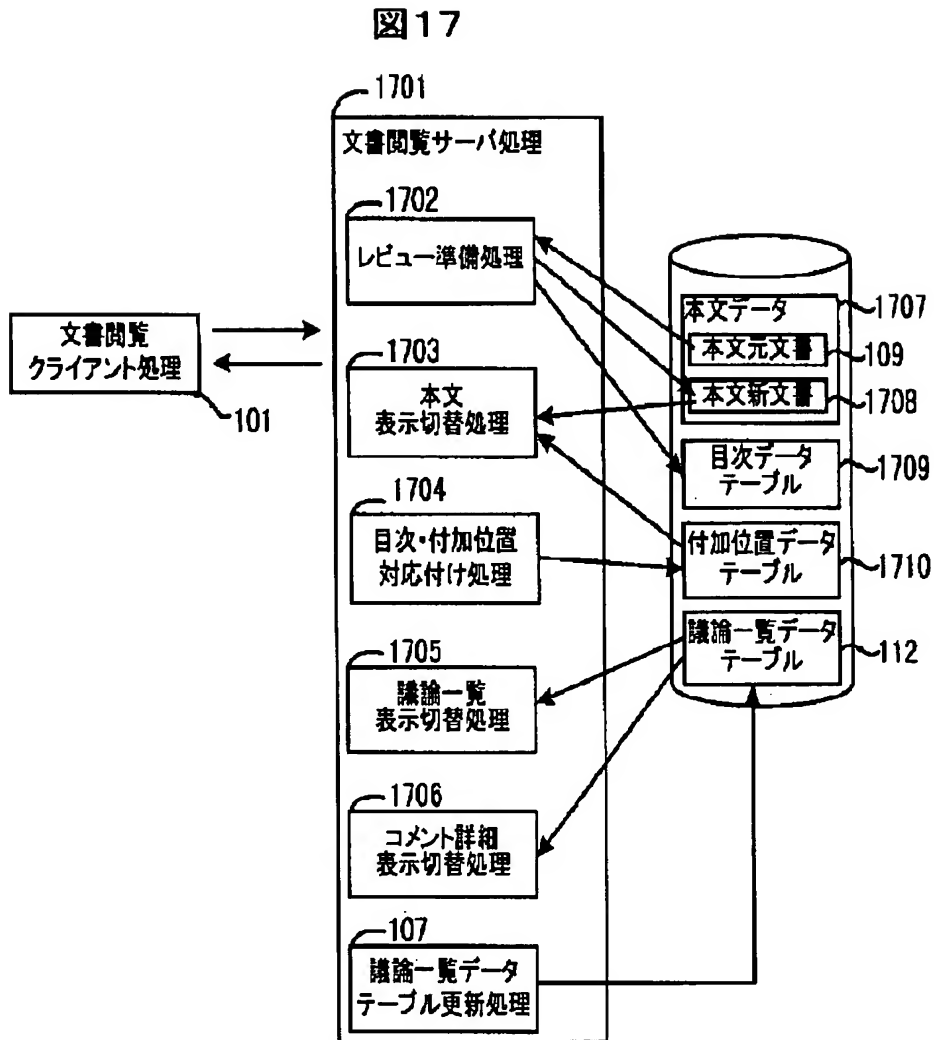 図17
1701
文書閲覧サーバ処理
1702
レビュー準備処理
1703
本文
表示切替処理
1704
目次・付加位置
対応付け処理
1705
議論一覧
表示切替処理
1706
コメント詳細
表示切替処理
107
議論一覧データ
テーブル更新処理
文書閲覧
クライアント処理
101
本文データ
1707
本文元文書
109
本文新文書
1708
目次データ
テーブル
1709
付加位置データ
テーブル
1710
議論一覧データ
テーブル
112